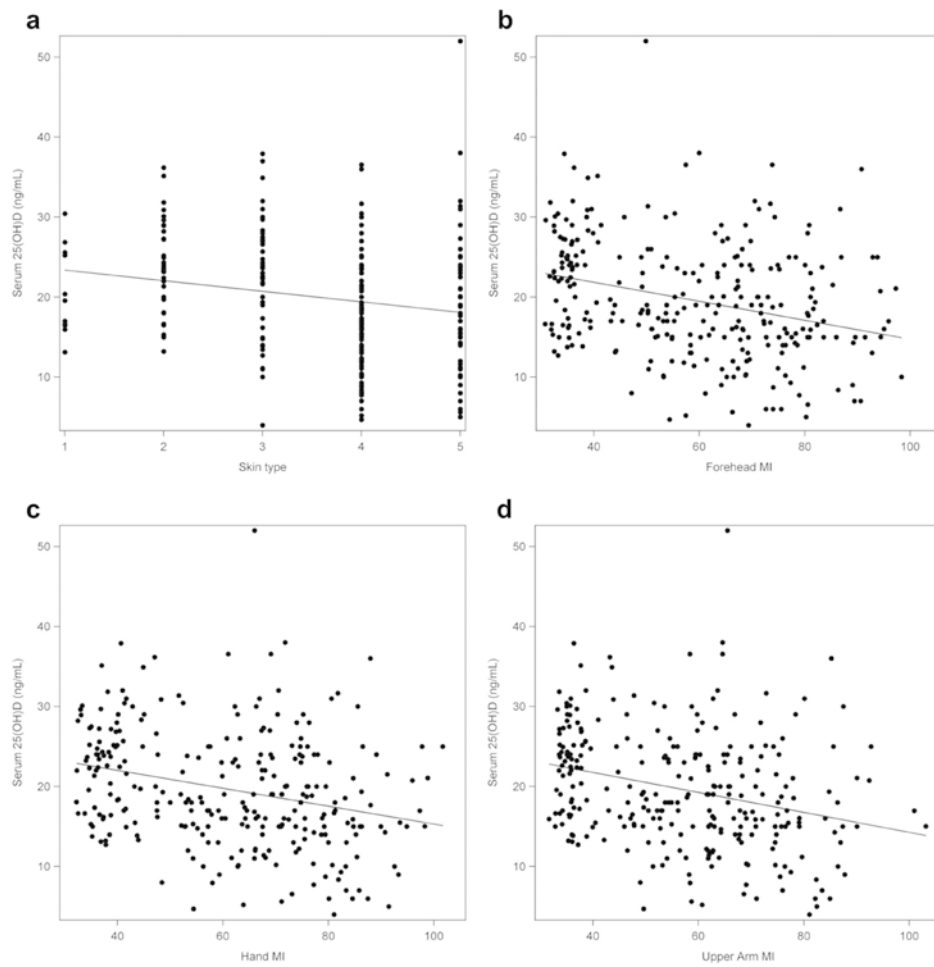 a
50
40
30
20
10
Serum 25(OH)D (ng/mL)
1 2 3 4 5
Skin type
b
50
40
30
20
10
Serum 25(OH)D (ng/mL)
40 60 80 100
Forehead MI
c
50
40
30
20
10
Serum 25(OH)D (ng/mL)
40 60 80 100
Hand MI
d
50
40
30
20
10
Serum 25(OH)D (ng/mL)
40 60 80 100
Upper Arm MI